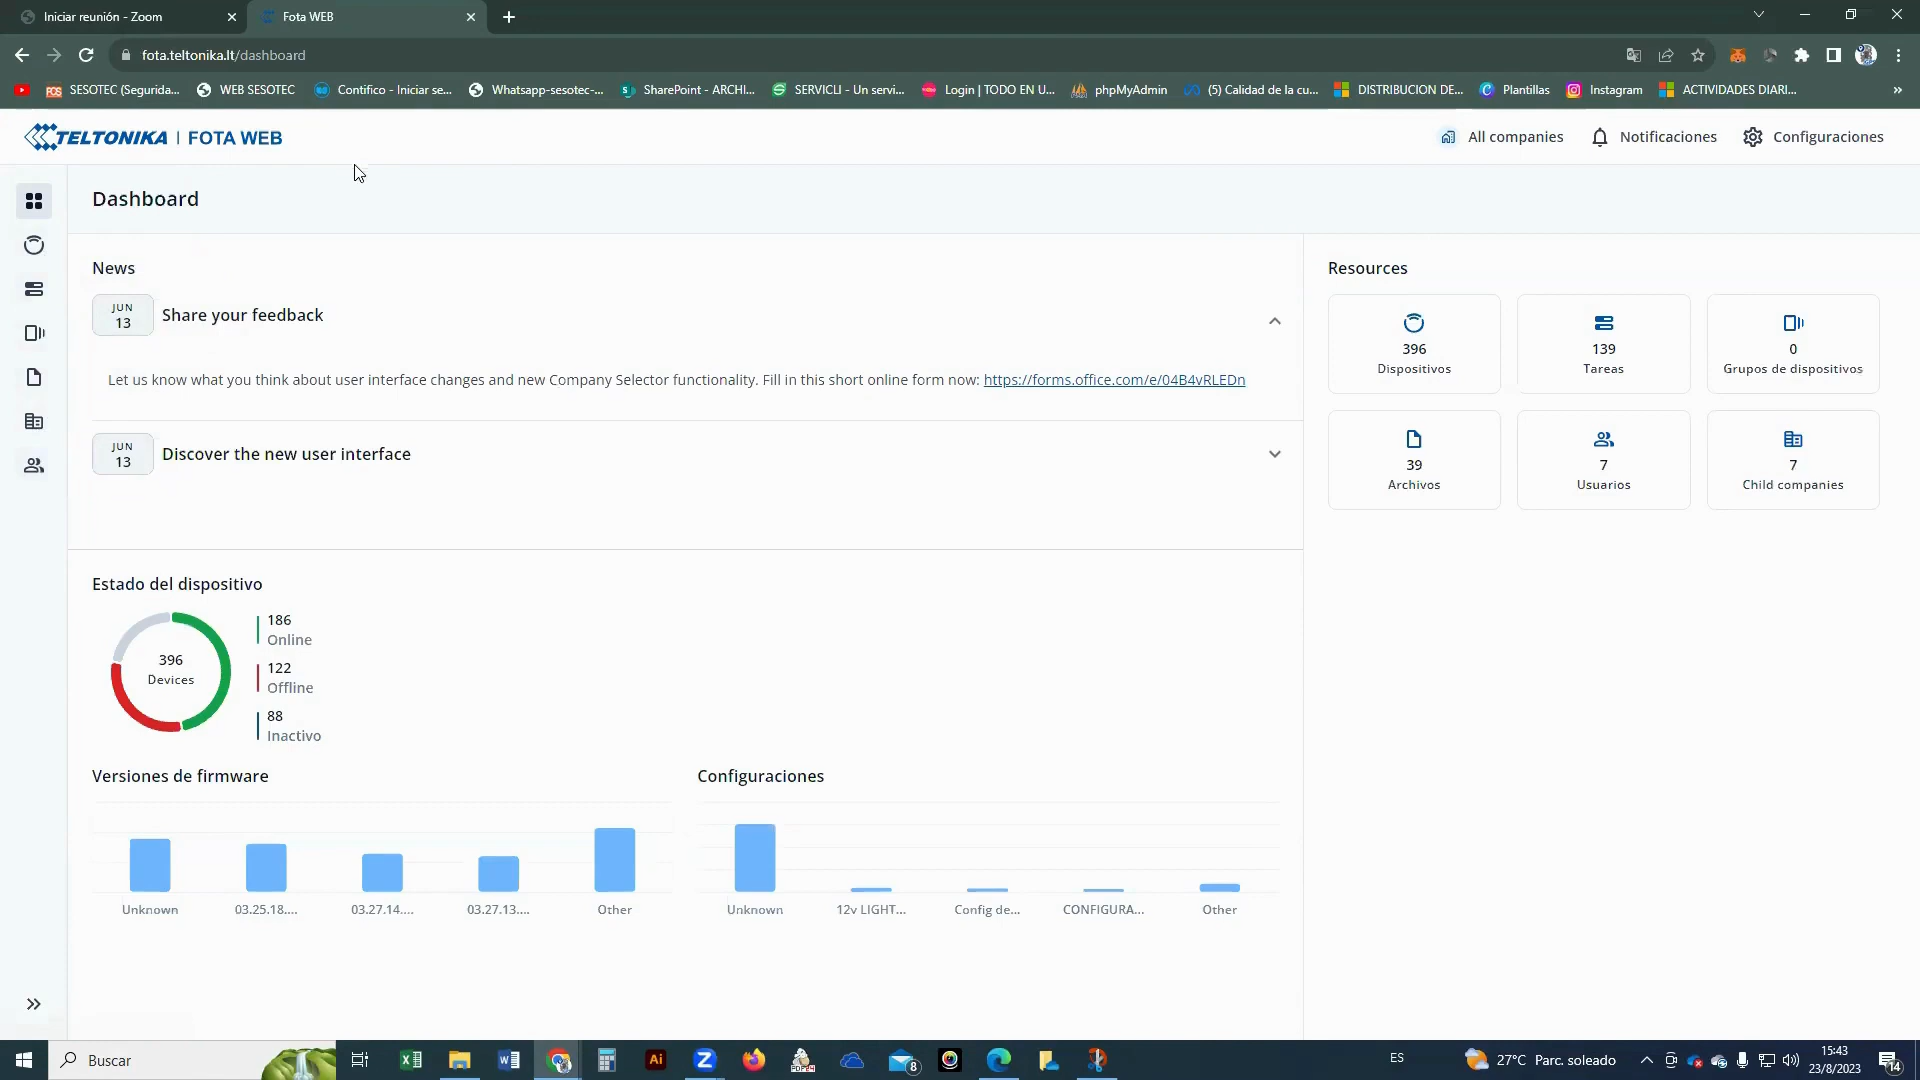 Iniciar reunión - Zoom
Fota WEB
fota.teltonika.lt/dashboard
SESOTEC (Segurida...
WEB SESOTEC
Contifico - Iniciar se...
Whatsapp-sesotec-...
SharePoint - ARCHI...
SERVICLI - Un servi...
Login | TODO EN U...
phpMyAdmin
(5) Calidad de la cu...
DISTRIBUCION DE...
Plantillas
Instagram
ACTIVIDADES DIARI...
TELTONIKA | FOTA WEB
All companies
Notificaciones
Configuraciones
Dashboard
News
JUN
13
Share your feedback
Let us know what you think about user interface changes and new Company Selector functionality. Fill in this short online form now: https://forms.office.com/e/04B4vRLEDn
JUN
13
Discover the new user interface
Resources
396
Dispositivos
139
Tareas
0
Grupos de dispositivos
39
Archivos
7
Usuarios
7
Child companies
Estado del dispositivo
396
Devices
186
Online
122
Offline
88
Inactivo
Versiones de firmware
Unknown
03.25.18....
03.27.14....
03.27.13....
Other
Configuraciones
Unknown
12v LIGHT...
Config de...
CONFIGURA...
Other
Buscar
8
ES
27°C Parc. soleado
15:43
23/8/2023
14